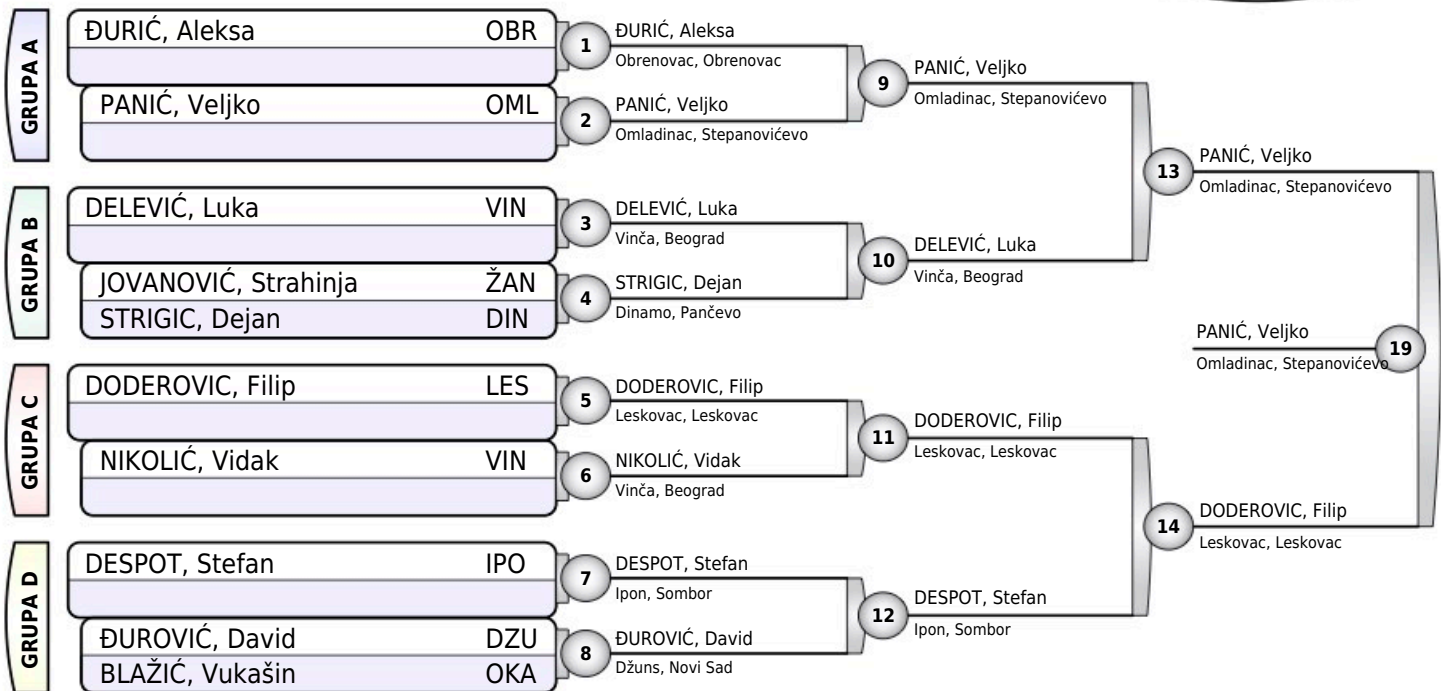 GRUPA A
ĐURIĆ, Aleksa OBR
PANIĆ, Veljko OML
GRUPA B
DELEVIĆ, Luka VIN
JOVANOVIĆ, Strahinja ŽAN
STRIGIC, Dejan DIN
GRUPA C
DODEROVIC, Filip LES
NIKOLIĆ, Vidak VIN
GRUPA D
DESPOT, Stefan IPO
ĐUROVIĆ, David DZU
BLAŽIĆ, Vukašin OKA
1
ĐURIĆ, Aleksa
Obrenovac, Obrenovac
2
PANIĆ, Veljko
Omladinac, Stepanovićevo
3
DELEVIĆ, Luka
Vinča, Beograd
4
STRIGIC, Dejan
Dinamo, Pančevo
5
DODEROVIC, Filip
Leskovac, Leskovac
6
NIKOLIĆ, Vidak
Vinča, Beograd
7
DESPOT, Stefan
Ipon, Sombor
8
ĐUROVIĆ, David
Džuns, Novi Sad
9
PANIĆ, Veljko
Omladinac, Stepanovićevo
10
DELEVIĆ, Luka
Vinča, Beograd
11
DODEROVIC, Filip
Leskovac, Leskovac
12
DESPOT, Stefan
Ipon, Sombor
13
PANIĆ, Veljko
Omladinac, Stepanovićevo
14
DODEROVIC, Filip
Leskovac, Leskovac
PANIĆ, Veljko
Omladinac, Stepanovićevo
19